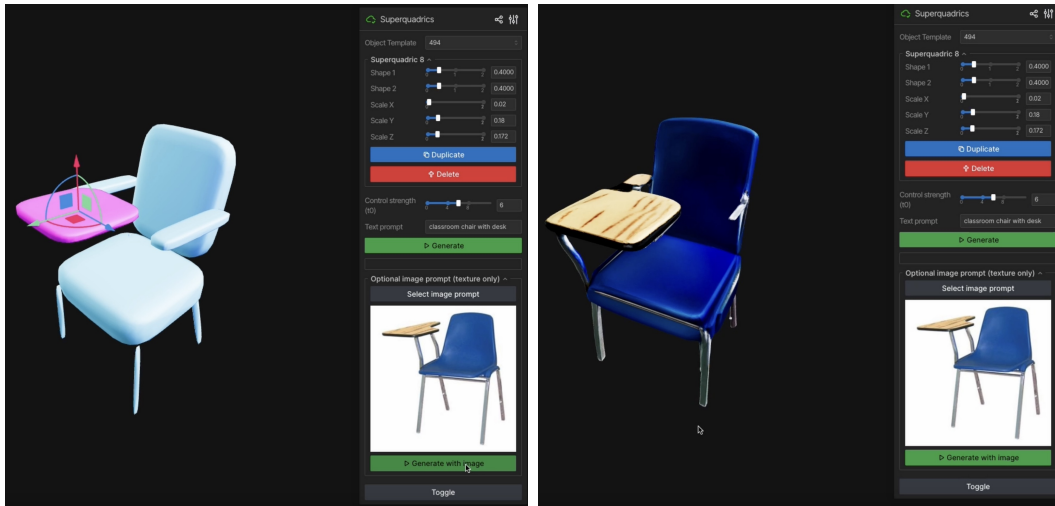 Superquadrics
Object Template 494
Superquadric 8
Shape 1 0.4000
Shape 2 0.4000
Scale X 0.02
Scale Y 0.18
Scale Z 0.172
Duplicate
Delete
Control strength 6
(t0)
Text prompt classroom chair with desk
Generate
Optional image prompt (texture only)
Select image prompt
Generate with image
Toggle
Superquadrics
Object Template 494
Superquadric 8
Shape 1 0.4000
Shape 2 0.4000
Scale X 0.02
Scale Y 0.18
Scale Z 0.172
Duplicate
Delete
Control strength 6
(t0)
Text prompt classroom chair with desk
Generate
Optional image prompt (texture only)
Select image prompt
Generate with image
Toggle